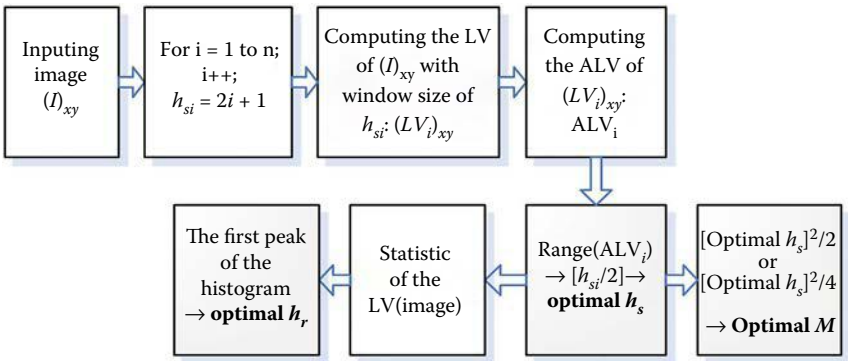 Inputing
image
(I)xy
For i = 1 to n;
i++;
hsi = 2i + 1
Computing the LV
of (I)xy with
window size of
hsi: (LVi)xy
Computing
the ALV of
(LVi)xy:
ALVi
The first peak
of the
histogram
→ optimal hr
Statistic
of the
LV(image)
Range(ALVi)
→ [hsi/2]→
optimal hs
[Optimal hs]²/2
or
[Optimal hs]²/4
→ Optimal M